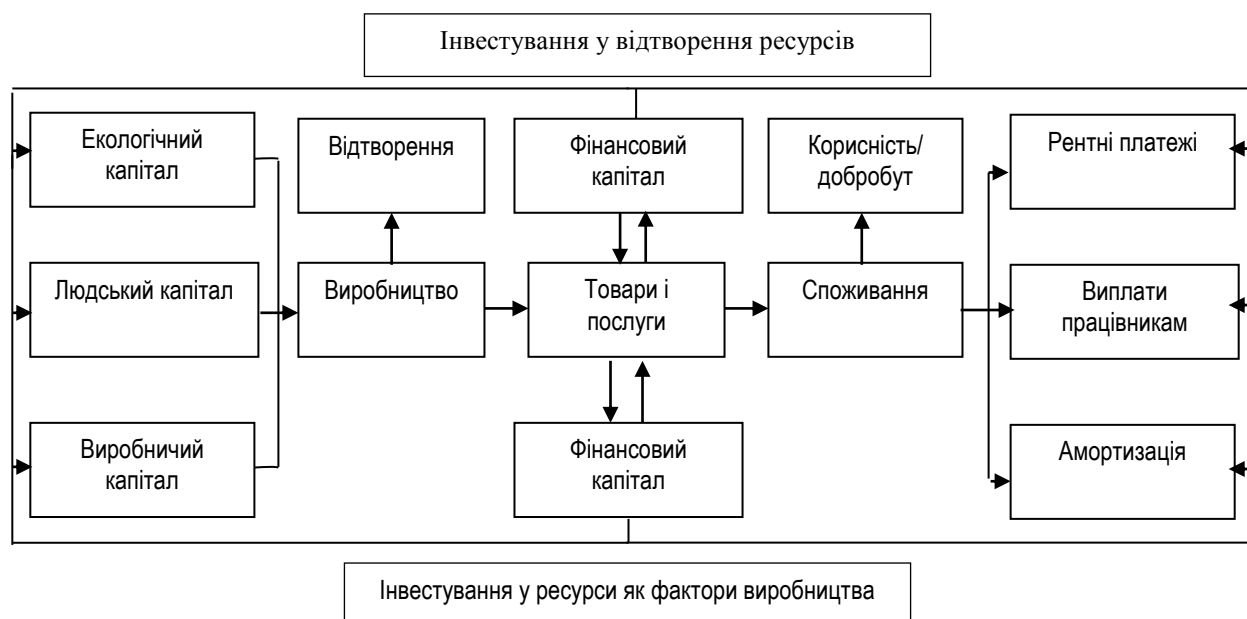 Інвестування у відтворення ресурсів
Екологічний
капітал
Відтворення
Фінансовий
капітал
Корисність/
добробут
Рентні платежі
Людський капітал
Виробництво
Товари і
послуги
Споживання
Виплати
працівникам
Виробничий
капітал
Фінансовий
капітал
Амортизація
Інвестування у ресурси як фактори виробництва